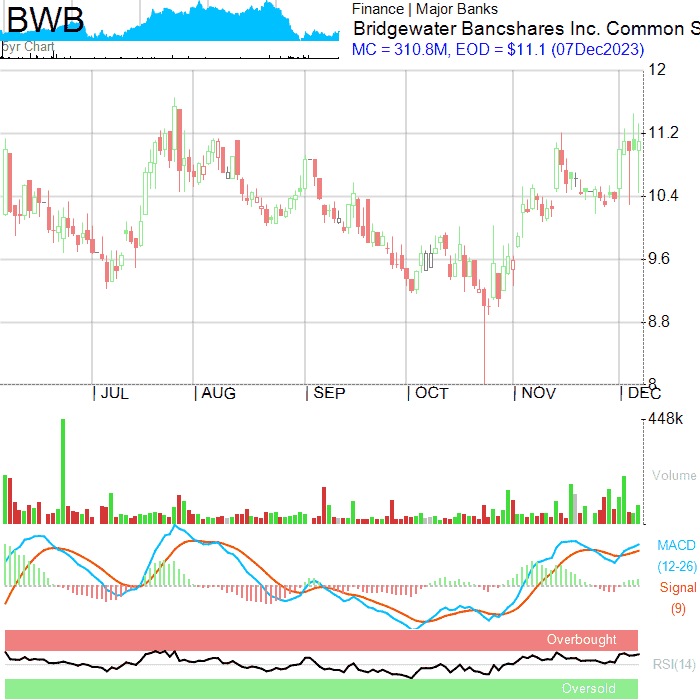 BWB
Finance | Major Banks
Bridgewater Bancshares Inc. Common S
5yr Chart
MC = 310.8M, EOD = $11.1 (07Dec2023)
12
11.2
10.4
9.6
8.8
8
JUL AUG SEP OCT NOV DEC
448k
Volume
MACD
(12-26)
Signal
(9)
Overbought
RSI(14)
Oversold